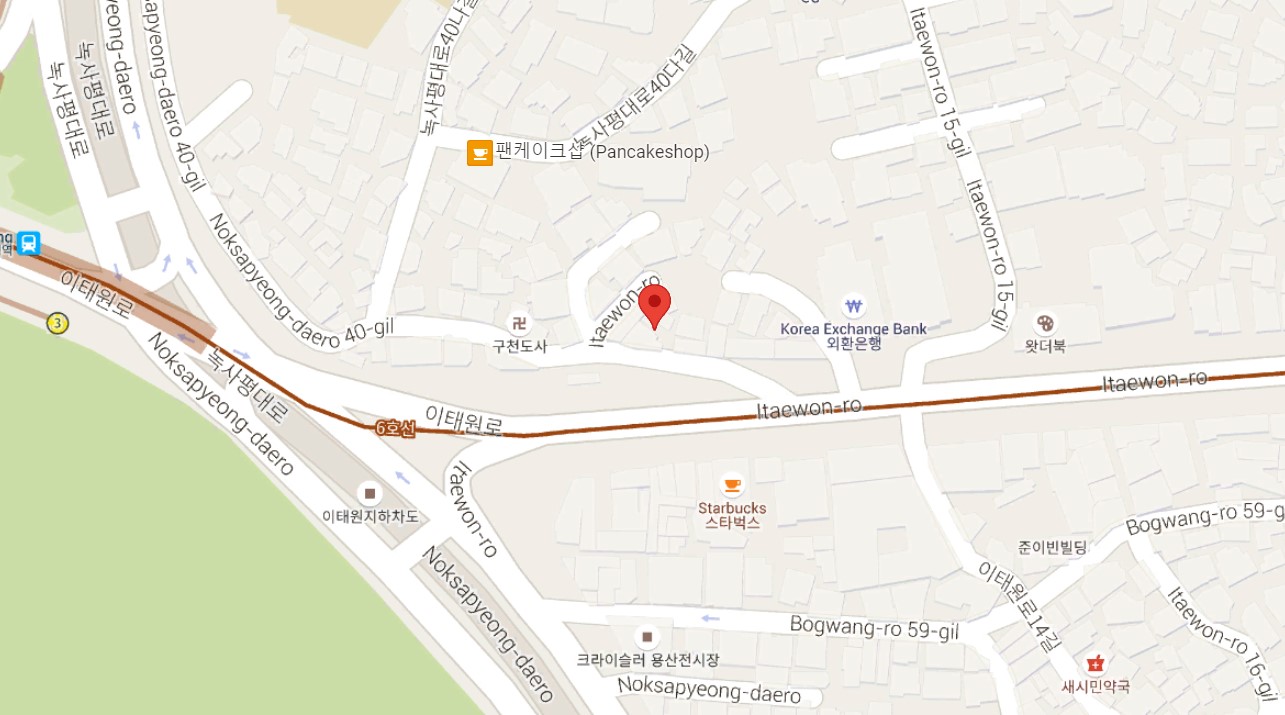 녹사평대로
녹사평대로
녹사평대로40나길
녹사평대로40다길
팬케이크샵 (Pancakeshop)
Itaewon-ro 15-gil
Itaewon-ro 15-gil
Noksapyeong-daero 40-gil
이태원로
3
Itaewon-ro
구천도사
Korea Exchange Bank
외환은행
왓더북
Noksapyeong-daero
녹사평대로
6호선
이태원로
Itaewon-ro
Itaewon-ro
Itaewon-ro
이태원지하차도
Starbucks
스타벅스
Noksapyeong-daero
준이빈빌딩
이태원로14길
Itaewon-ro 16-gil
Bogwang-ro 59-gil
크라이슬러 용산전시장
새시민약국
Noksapyeong-daero